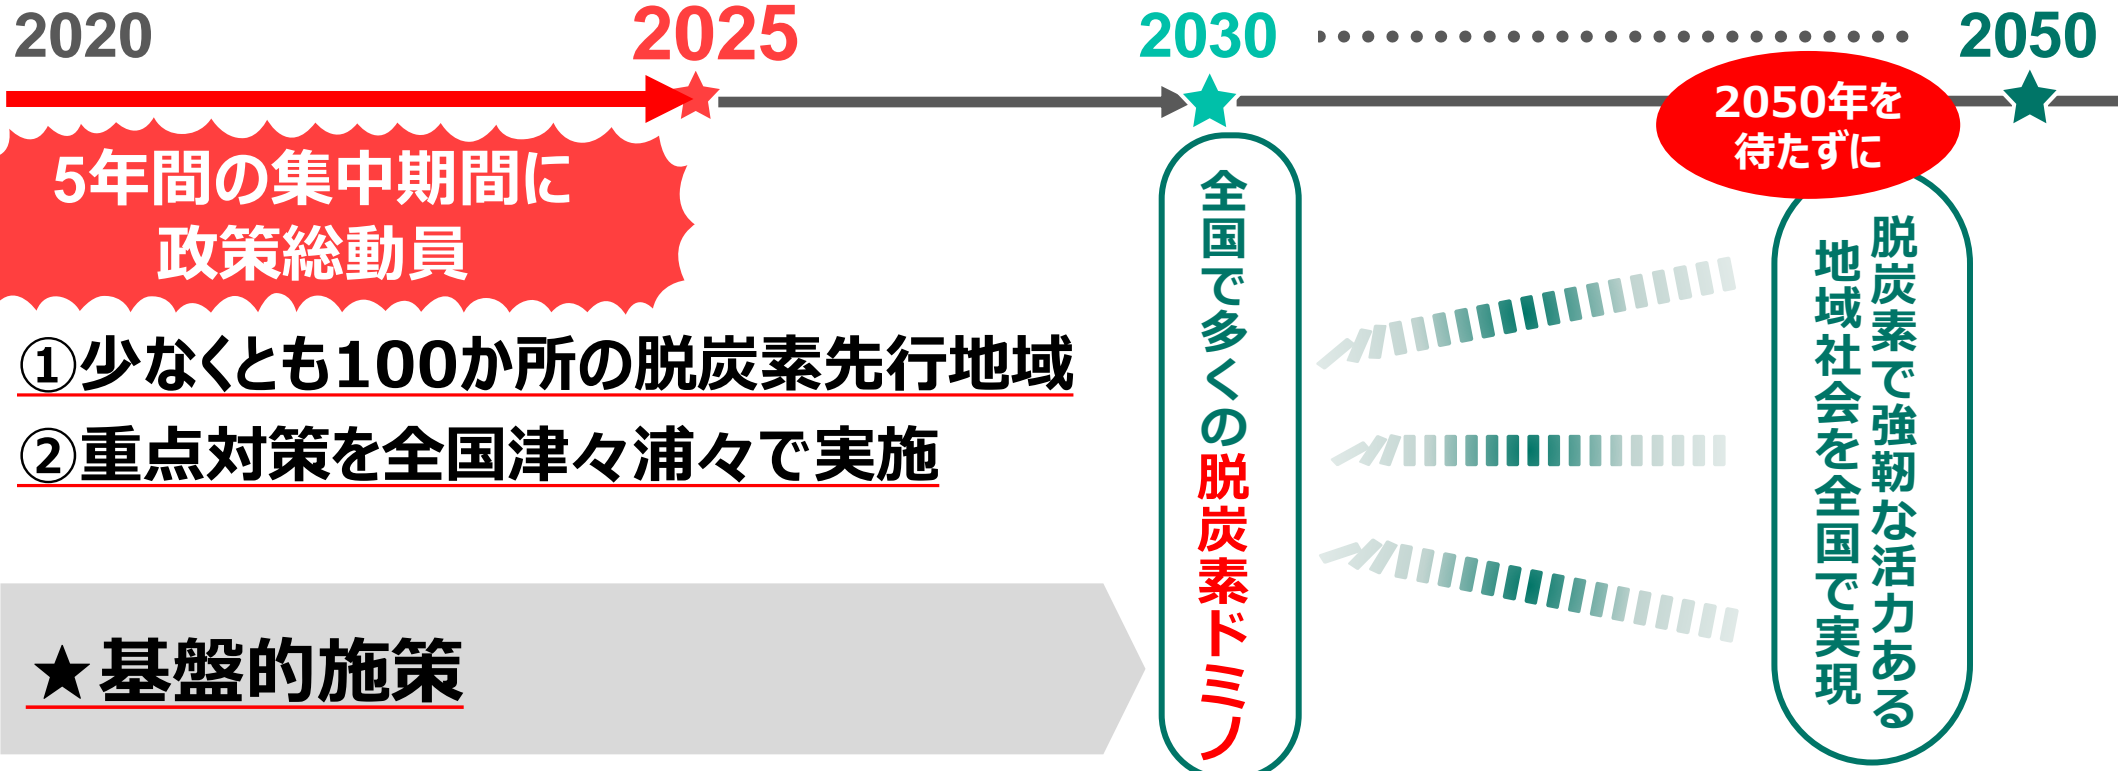 2020
2025
2030
2050
2050年を
待たずに
5年間の集中期間に
政策総動員
①少なくとも100か所の脱炭素先行地域
②重点対策を全国津々浦々で実施
★基盤的施策
全国で多くの脱炭素ドミノ
脱炭素で強靭な活力ある
地域社会を全国で実現